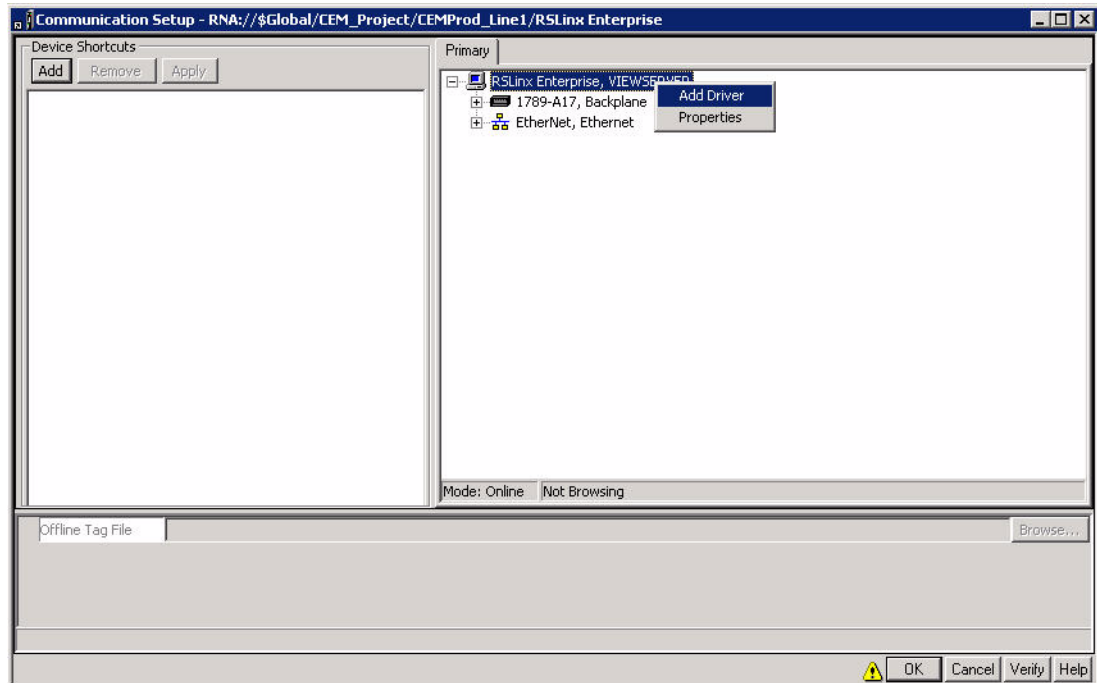 Communication Setup - RNA://$Global/CEM_Project/CEMProd_Line1/RSLinx Enterprise
Device Shortcuts
Add Remove Apply
Primary
RSLinx Enterprise, VIEWSERVER
Add Driver
1789-A17, Backplane
Properties
EtherNet, Ethernet
Mode: Online Not Browsing
Offline Tag File
Browse...
OK Cancel Verify Help